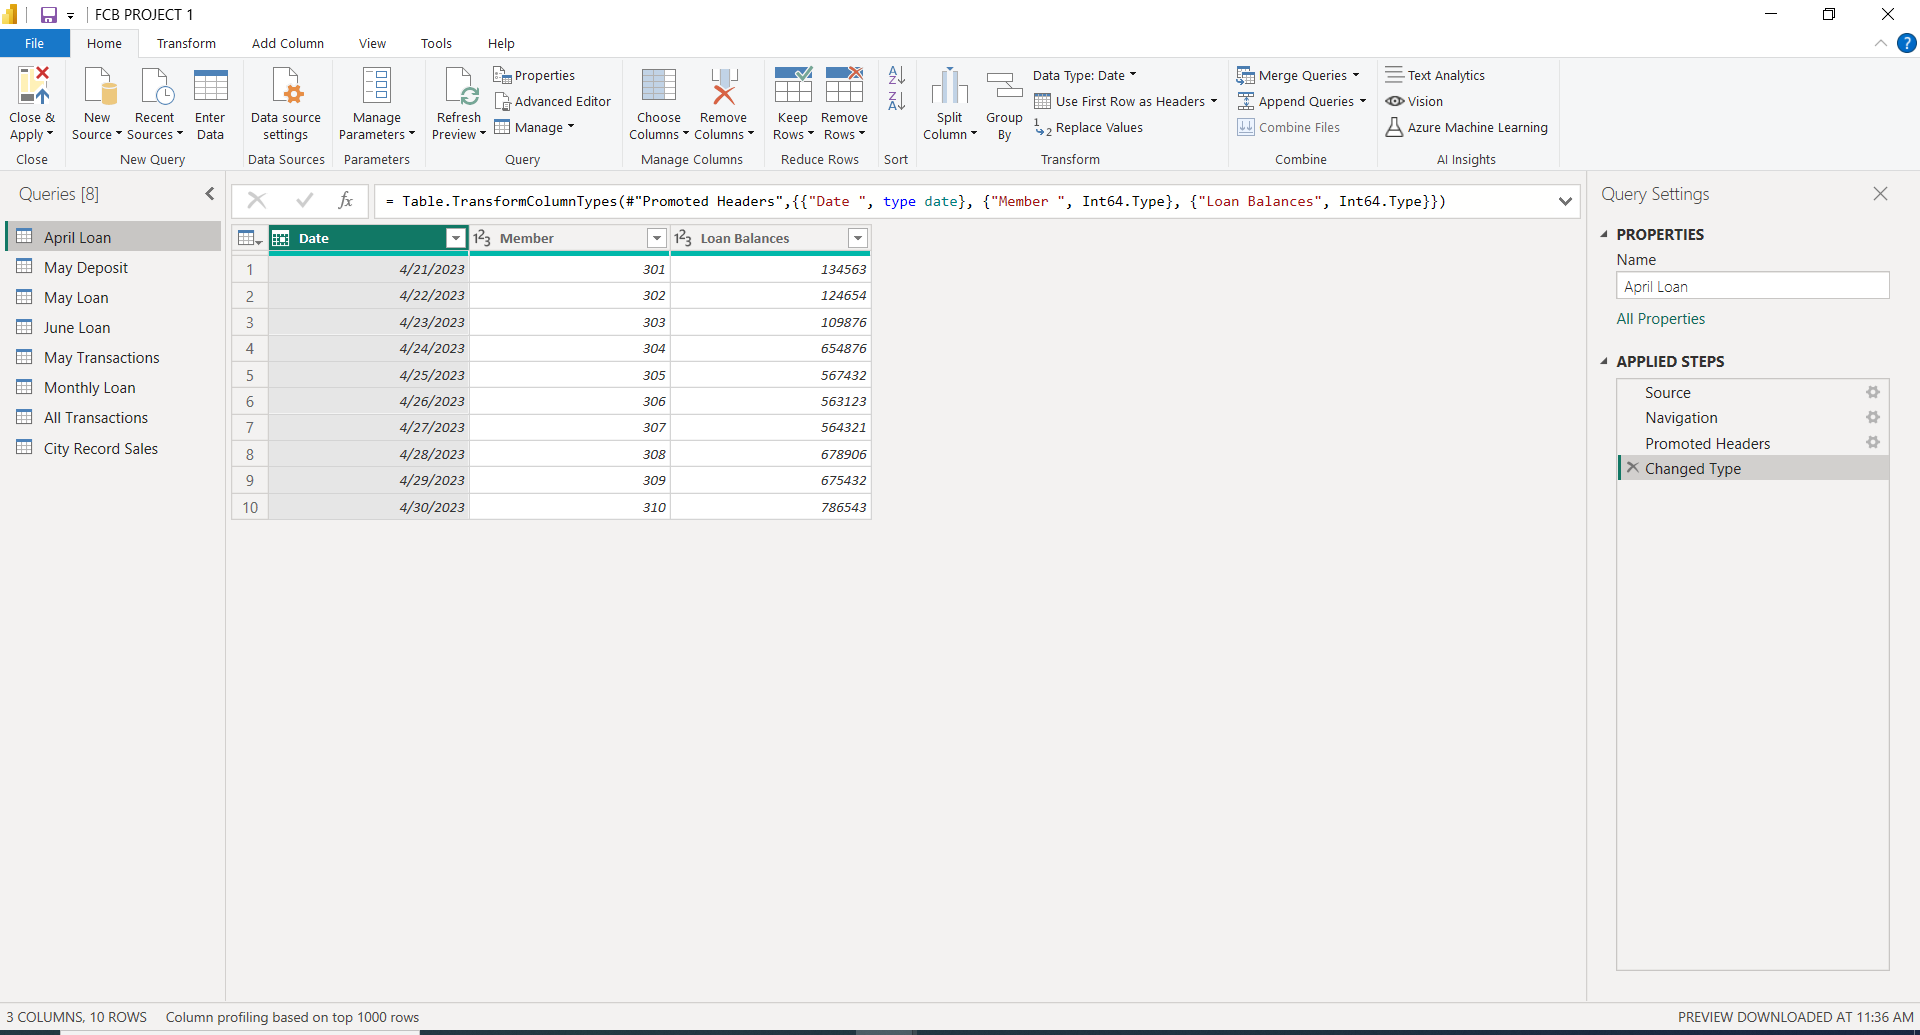 FCB PROJECT 1
File Home Transform Add Column View Tools Help
Close & Apply
Close
New Source
Recent Sources
Enter Data
New Query
Data source settings
Data Sources
Manage Parameters
Parameters
Refresh Preview
Properties
Advanced Editor
Manage
Query
Choose Columns
Remove Columns
Manage Columns
Keep Rows
Remove Rows
Reduce Rows
Sort
Split Column
Group By
Data Type: Date
Use First Row as Headers
Replace Values
Transform
Merge Queries
Append Queries
Combine Files
Combine
Text Analytics
Vision
Azure Machine Learning
AI Insights
Queries [8]
April Loan
May Deposit
May Loan
June Loan
May Transactions
Monthly Loan
All Transactions
City Record Sales
fx = Table.TransformColumnTypes(#"Promoted Headers",{{"Date ", type date}, {"Member ", Int64.Type}, {"Loan Balances", Int64.Type}})
Date 123 Member 123 Loan Balances
1 4/21/2023 301 134563
2 4/22/2023 302 124654
3 4/23/2023 303 109876
4 4/24/2023 304 654876
5 4/25/2023 305 567432
6 4/26/2023 306 563123
7 4/27/2023 307 564321
8 4/28/2023 308 678906
9 4/29/2023 309 675432
10 4/30/2023 310 786543
Query Settings
PROPERTIES
Name
April Loan
All Properties
APPLIED STEPS
Source
Navigation
Promoted Headers
Changed Type
3 COLUMNS, 10 ROWS Column profiling based on top 1000 rows
PREVIEW DOWNLOADED AT 11:36 AM